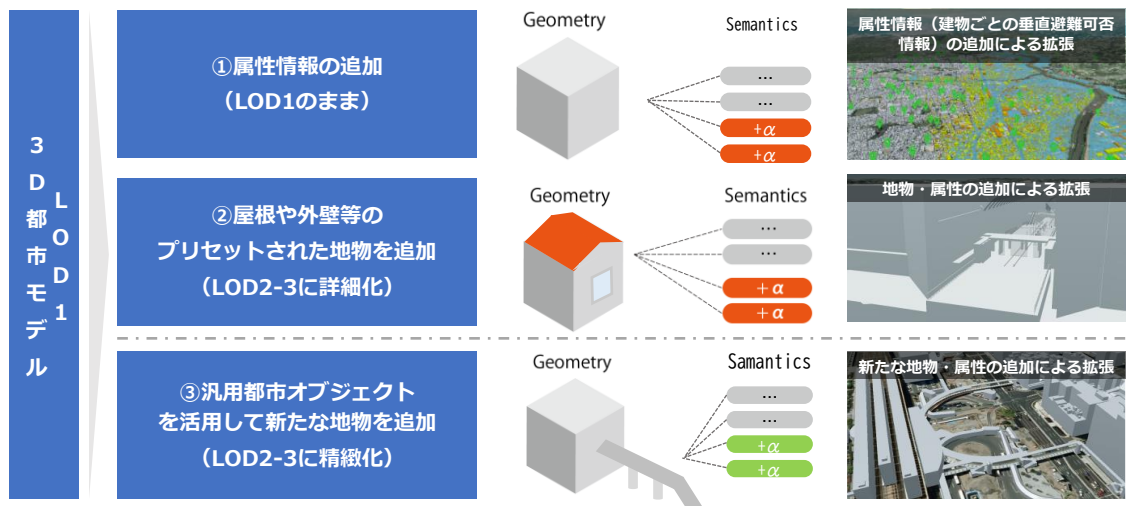 3D都市モデル
LOD1
①属性情報の追加
（LOD1のまま）
Geometry
Semantics
...
...
+α
+α
属性情報（建物ごとの垂直避難可否
情報）の追加による拡張
②屋根や外壁等の
プリセットされた地物を追加
（LOD2-3に詳細化）
Geometry
Semantics
...
...
+α
+α
地物・属性の追加による拡張
③汎用都市オブジェクト
を活用して新たな地物を追加
（LOD2-3に精緻化）
Geometry
Samantics
...
...
+α
+α
新たな地物・属性の追加による拡張